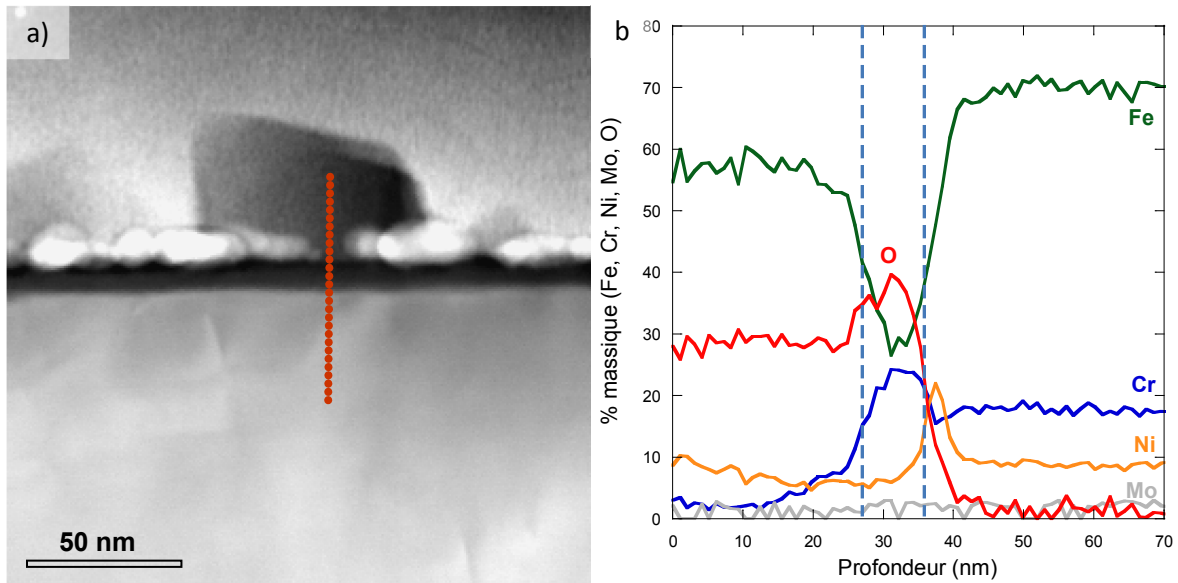 a)
50 nm
b
% massique (Fe, Cr, Ni, Mo, O)
80
70
60
50
40
30
20
10
0
Fe
O
Cr
Ni
Mo
0 10 20 30 40 50 60 70
Profondeur (nm)